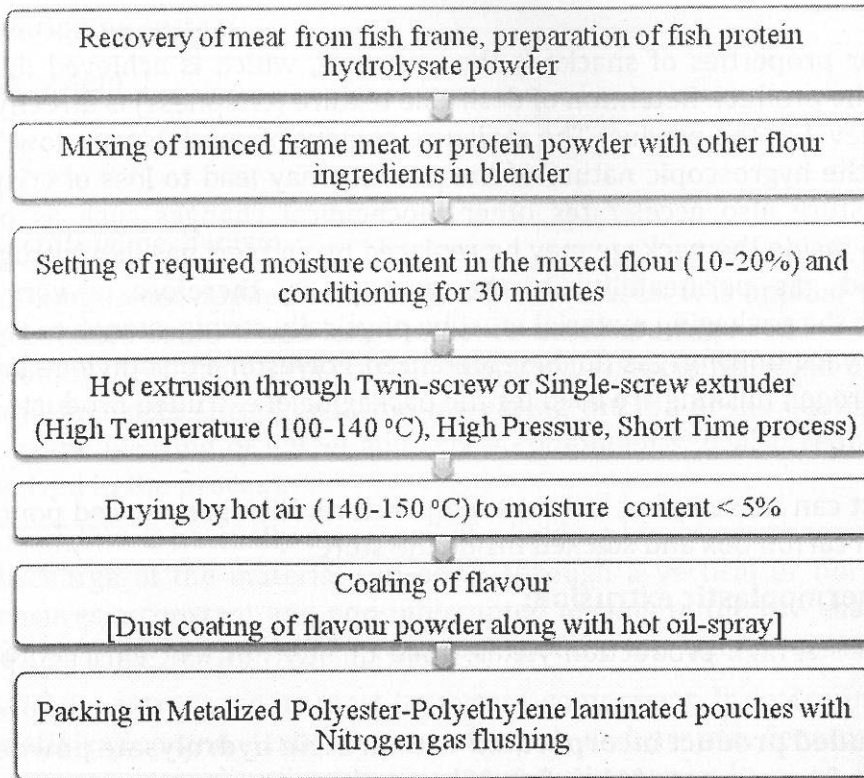 Recovery of meat from fish frame, preparation of fish protein
hydrolysate powder
Mixing of minced frame meat or protein powder with other flour
ingredients in blender
Setting of required moisture content in the mixed flour (10-20%) and
conditioning for 30 minutes
Hot extrusion through Twin-screw or Single-screw extruder
(High Temperature (100-140 °C), High Pressure, Short Time process)
Drying by hot air (140-150 °C) to moisture content < 5%
Coating of flavour
[Dust coating of flavour powder along with hot oil-spray]
Packing in Metalized Polyester-Polyethylene laminated pouches with
Nitrogen gas flushing